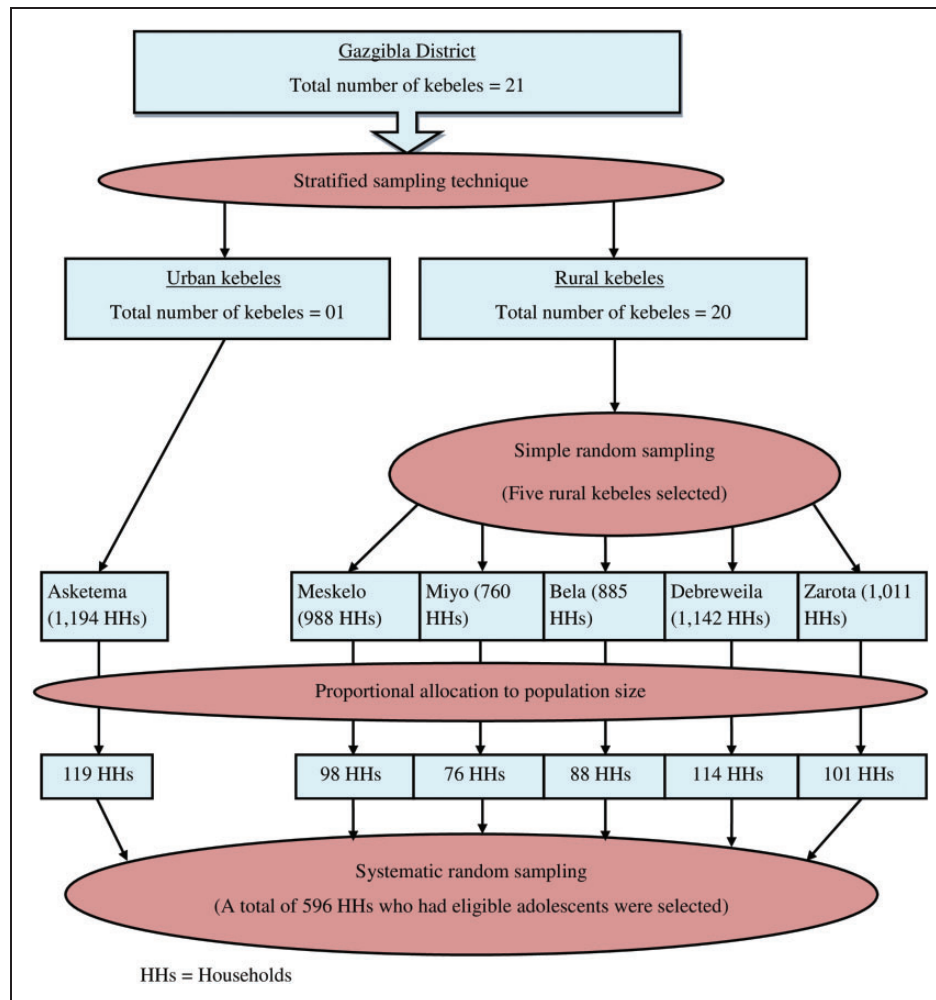 Gazgibla District
Total number of kebeles = 21
Stratified sampling technique
Urban kebeles
Total number of kebeles = 01
Rural kebeles
Total number of kebeles = 20
Simple random sampling
(Five rural kebeles selected)
Asketema
(1,194 HHs)
Meskelo
(988 HHs)
Miyo (760
HHs)
Bela (885
HHs)
Debreweila
(1,142 HHs)
Zarota (1,011
HHs)
Proportional allocation to population size
119 HHs
98 HHs
76 HHs
88 HHs
114 HHs
101 HHs
Systematic random sampling
(A total of 596 HHs who had eligible adolescents were selected)
HHs = Households